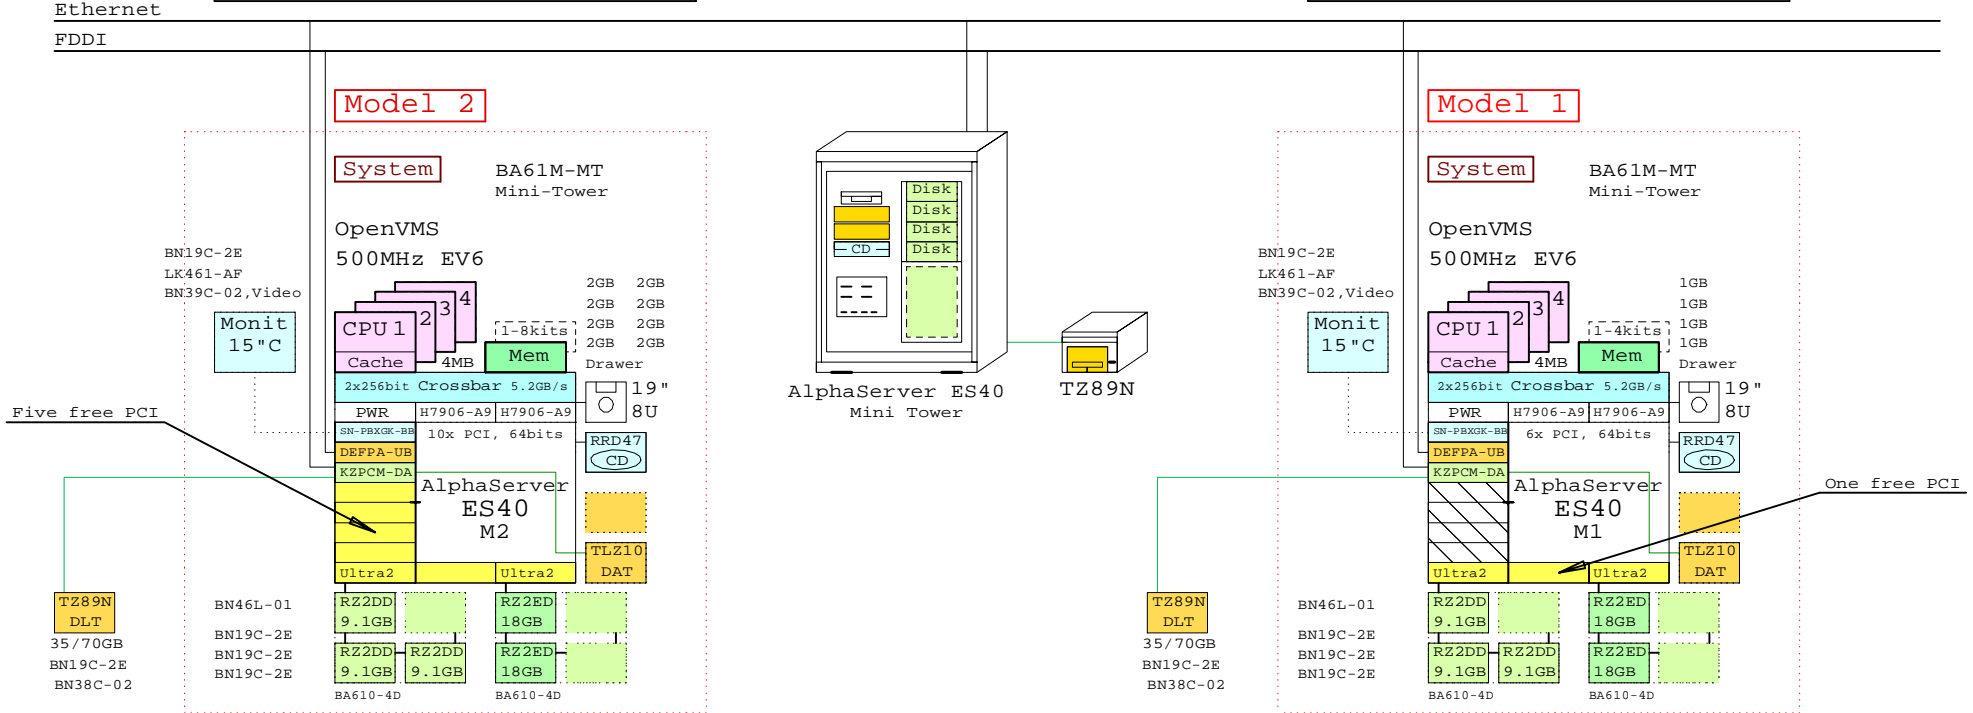 Ethernet
FDDI
Model 2
System
BA61M-MT
Mini-Tower
OpenVMS
500MHz EV6
BN19C-2E
LK461-AF
BN39C-02,Video
Monit
15"C
CPU 1
2
3
4
Cache
4MB
1-8kits
Mem
2GB 2GB
2GB 2GB
2GB 2GB
2GB 2GB
Drawer
2x256bit Crossbar 5.2GB/s
19"
8U
PWR
H7906-A9
H7906-A9
Five free PCI
SN-PBXGK-BB
10x PCI, 64bits
DEFPA-UB
KZPCM-DA
RRD47
CD
AlphaServer
ES40
M2
TLZ10
DAT
Ultra2
Ultra2
TZ89N
DLT
35/70GB
BN19C-2E
BN38C-02
BN46L-01
BN19C-2E
BN19C-2E
BN19C-2E
RZ2DD
9.1GB
RZ2ED
18GB
RZ2DD
9.1GB
RZ2DD
9.1GB
RZ2ED
18GB
BA610-4D
BA610-4D
Disk
Disk
Disk
Disk
CD
AlphaServer ES40
Mini Tower
TZ89N
Model 1
System
BA61M-MT
Mini-Tower
OpenVMS
500MHz EV6
BN19C-2E
LK461-AF
BN39C-02,Video
Monit
15"C
CPU 1
2
3
4
Cache
4MB
1-4kits
Mem
1GB
1GB
1GB
1GB
Drawer
2x256bit Crossbar 5.2GB/s
19"
8U
PWR
H7906-A9
H7906-A9
SN-PBXGK-BB
6x PCI, 64bits
DEFPA-UB
KZPCM-DA
RRD47
CD
AlphaServer
ES40
M1
One free PCI
TLZ10
DAT
Ultra2
Ultra2
TZ89N
DLT
35/70GB
BN19C-2E
BN38C-02
BN46L-01
BN19C-2E
BN19C-2E
BN19C-2E
RZ2DD
9.1GB
RZ2ED
18GB
RZ2DD
9.1GB
RZ2DD
9.1GB
RZ2ED
18GB
BA610-4D
BA610-4D